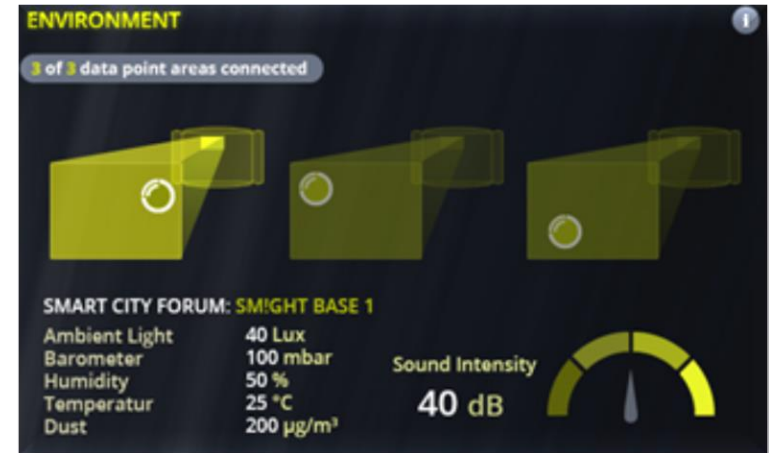 ENVIRONMENT
i
3 of 3 data point areas connected
SMART CITY FORUM: SM!GHT BASE 1
Ambient Light 40 Lux
Barometer 100 mbar
Humidity 50 %
Temperatur 25 °C
Dust 200 µg/m³
Sound Intensity
40 dB